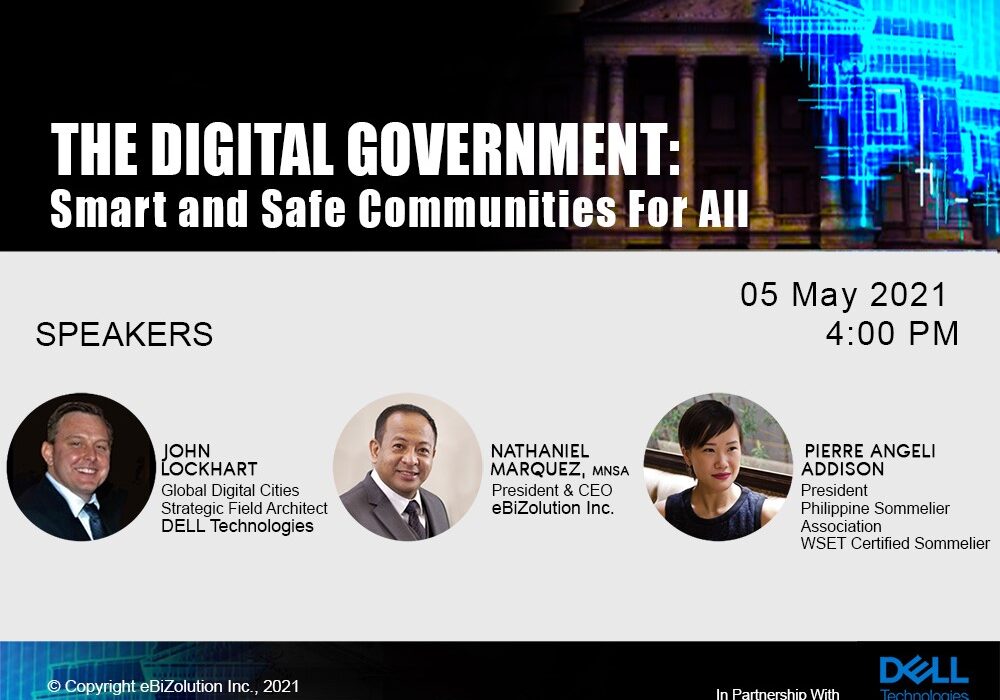 THE DIGITAL GOVERNMENT:
Smart and Safe Communities For All
05 May 2021
4:00 PM
SPEAKERS
JOHN
LOCKHART
Global Digital Cities
Strategic Field Architect
DELL Technologies
NATHANIEL
MARQUEZ, MNSA
President & CEO
eBiZolution Inc.
PIERRE ANGELI
ADDISON
President
Philippine Sommelier
Association
WSET Certified Sommelier
© Copyright eBiZolution Inc., 2021
In Partnership With
DELL
Technologies